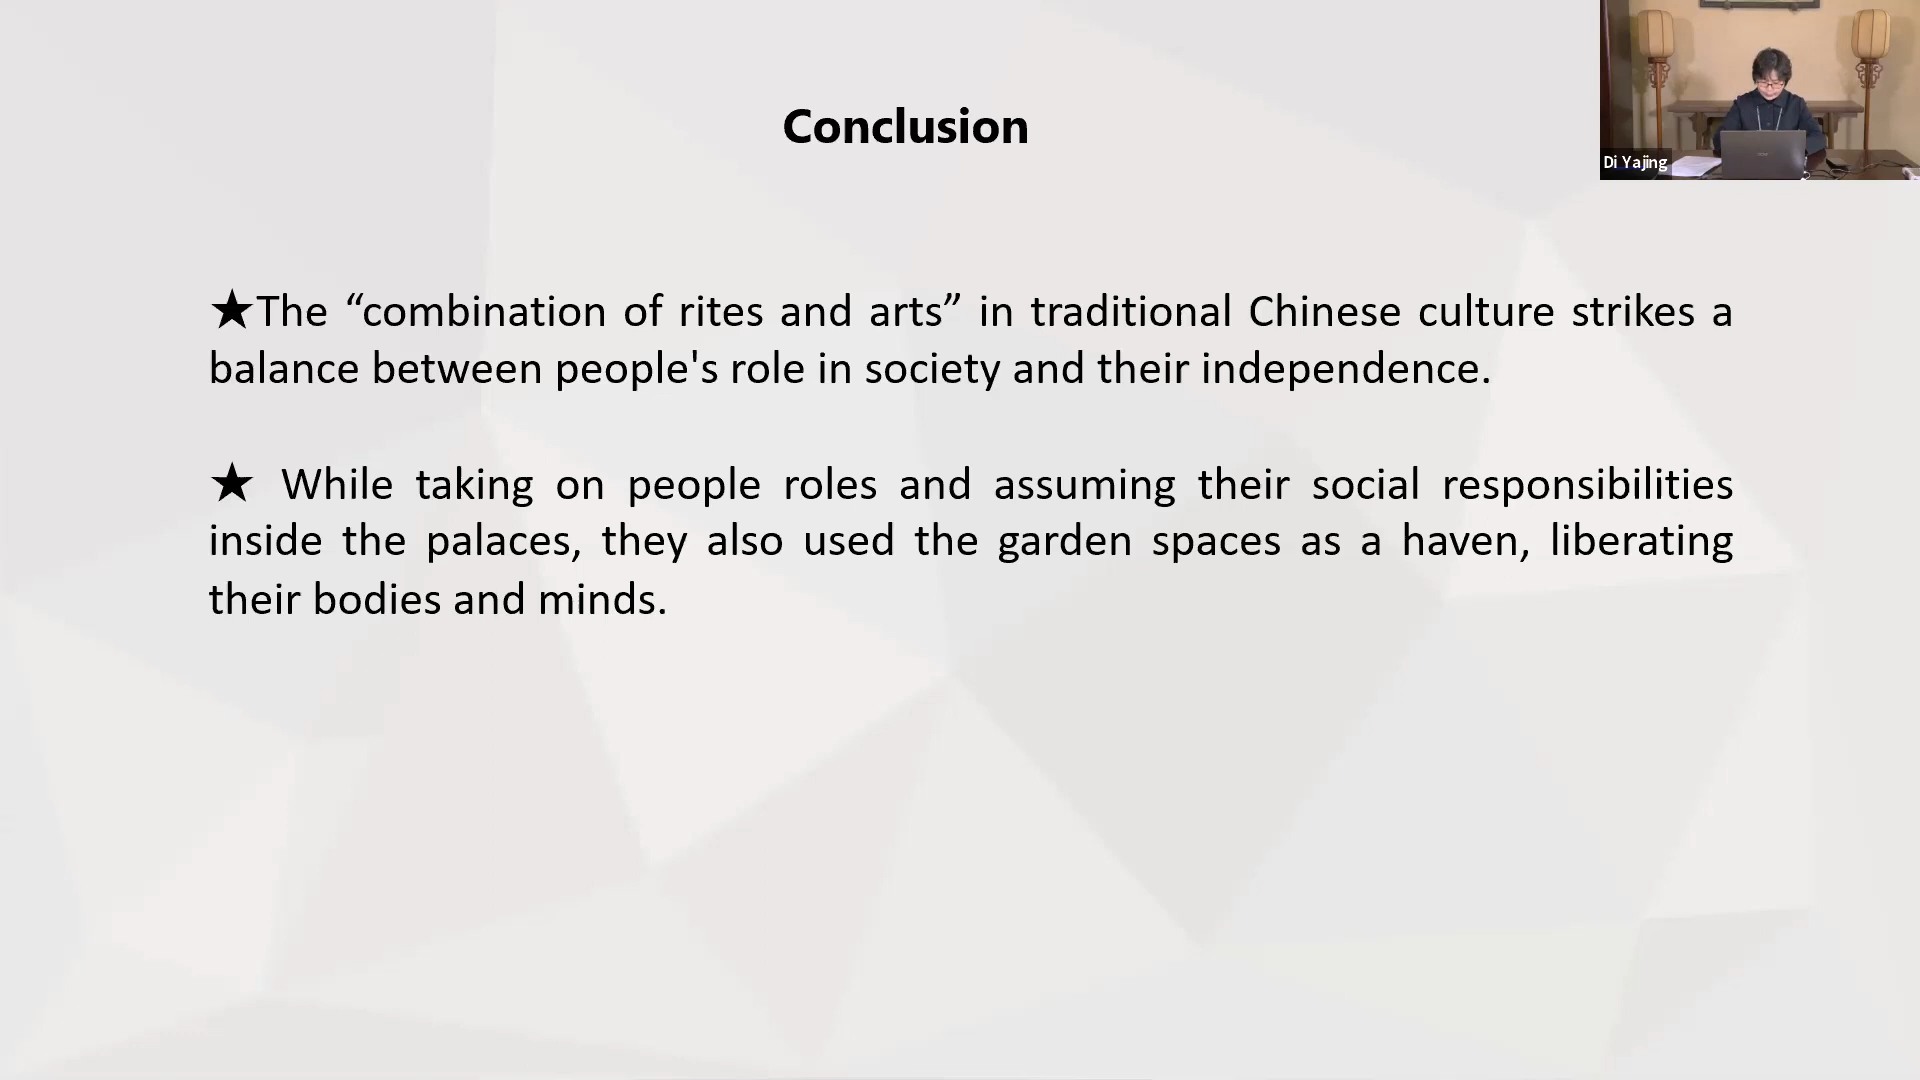 Conclusion
Di Yajing
★The “combination of rites and arts” in traditional Chinese culture strikes a
balance between people's role in society and their independence.
★ While taking on people roles and assuming their social responsibilities
inside the palaces, they also used the garden spaces as a haven, liberating
their bodies and minds.